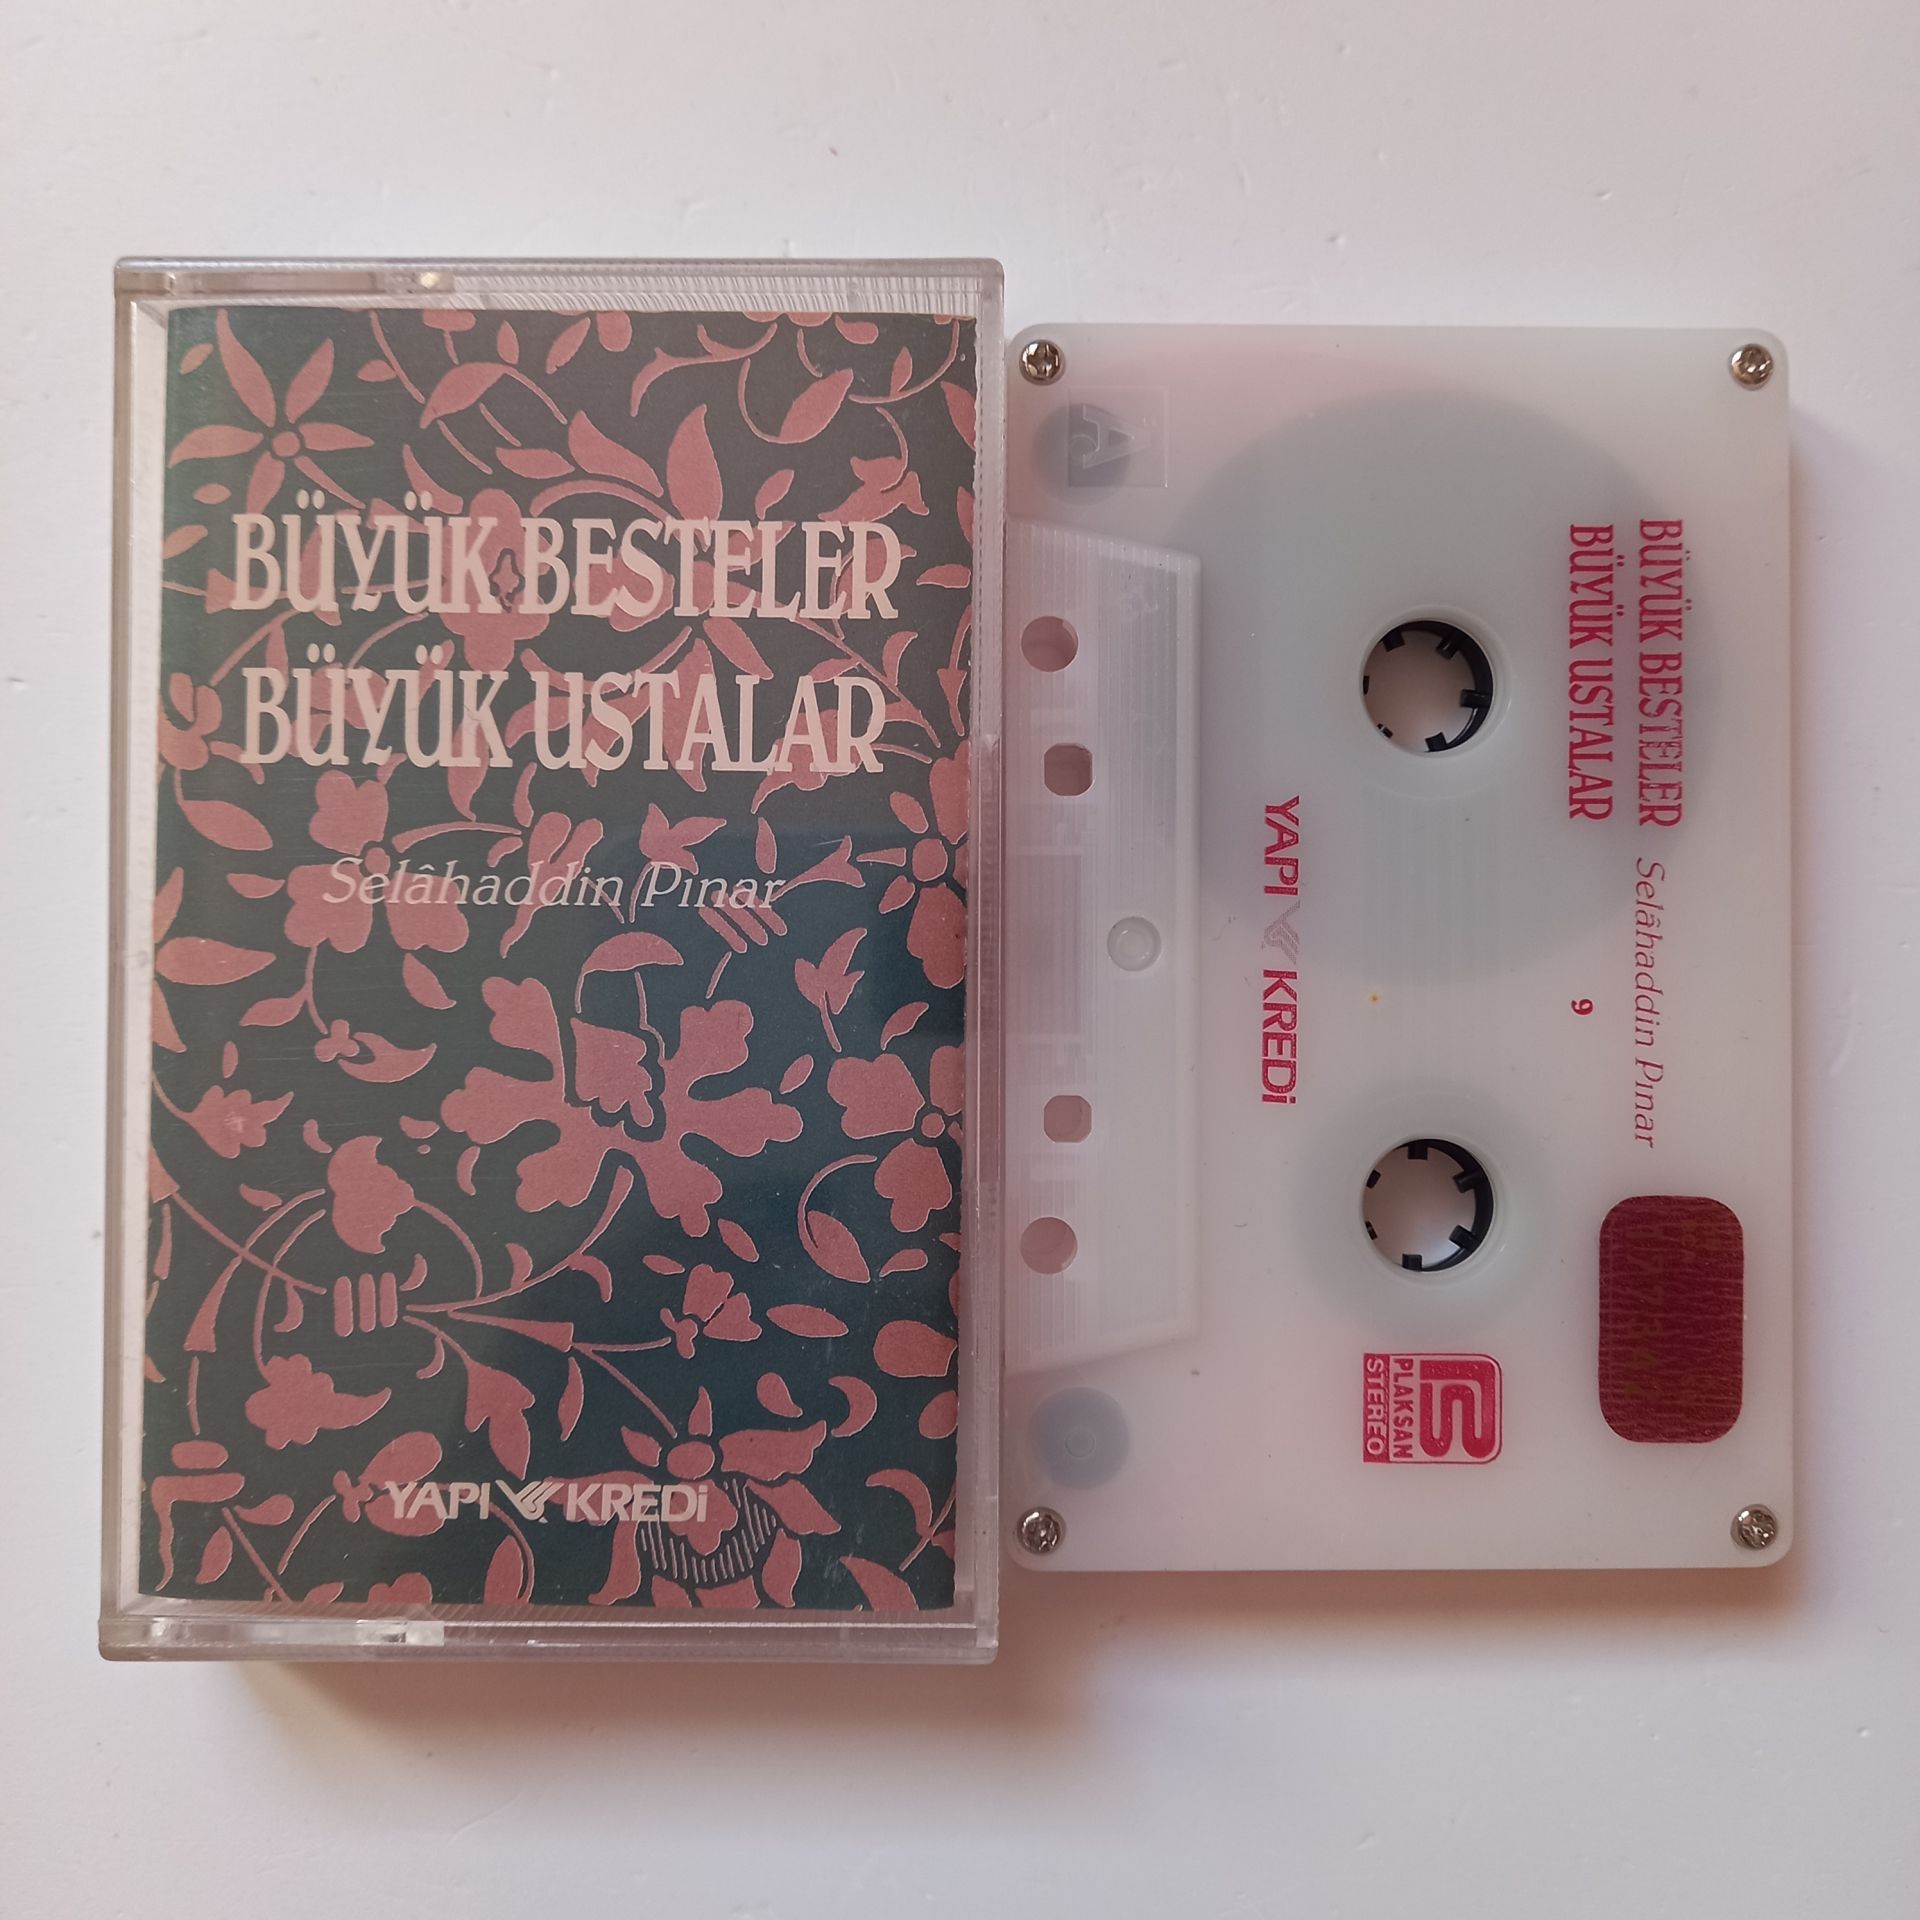 BÜYÜK BESTELER
BÜYÜK USTALAR
Selâhaddin Pınar
YAPI KREDi
A
BÜYÜK BESTELER Selâhaddin Pınar
BÜYÜK USTALAR 9
YAPI KREDi
PLAKSAN
STEREO